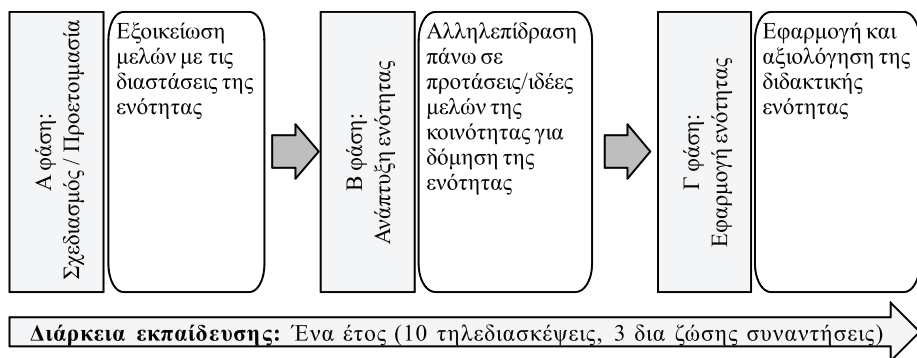 Α φάση:
Σχεδιασμός / Προετοιμασία
Εξοικείωση
μελών με τις
διαστάσεις της
ενότητας
Β φάση:
Ανάπτυξη ενότητας
Αλληλεπίδραση
πάνω σε
προτάσεις/ιδέες
μελών της
κοινότητας για
δόμηση της
ενότητας
Γ φάση:
Εφαρμογή ενότητας
Εφαρμογή και
αξιολόγηση της
διδακτικής
ενότητας
Διάρκεια εκπαίδευσης: Ένα έτος (10 τηλεδιασκέψεις, 3 δια ζώσης συναντήσεις)